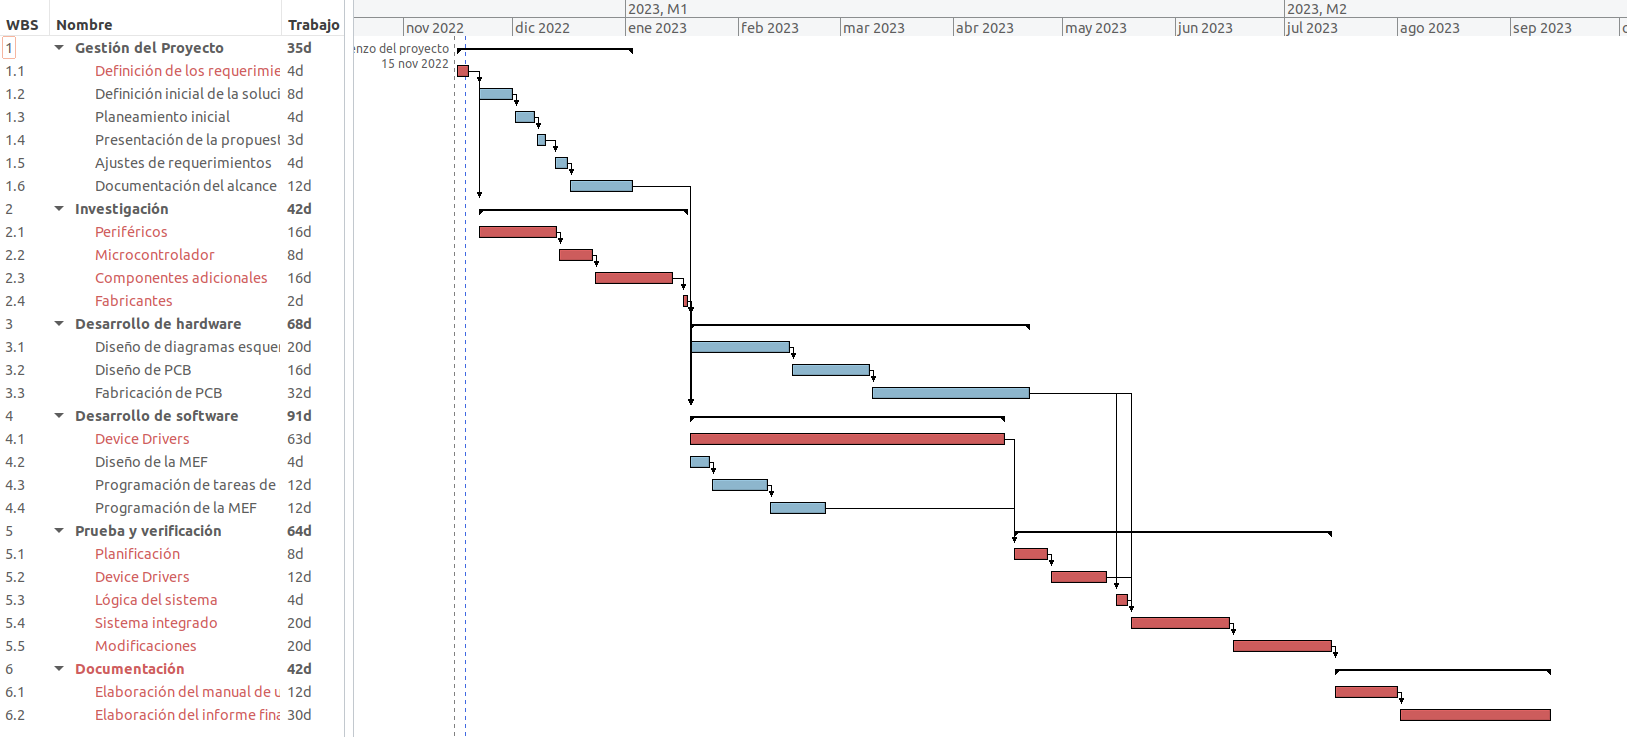 2023, M1 2023, M2
WBS Nombre Trabajo nov 2022 dic 2022 ene 2023 feb 2023 mar 2023 abr 2023 may 2023 jun 2023 jul 2023 ago 2023 sep 2023
1 Gestión del Proyecto 35d
enzo del proyecto
15 nov 2022
1.1 Definición de los requerimie 4d
1.2 Definición inicial de la soluci 8d
1.3 Planeamiento inicial 4d
1.4 Presentación de la propuest 3d
1.5 Ajustes de requerimientos 4d
1.6 Documentación del alcance 12d
2 Investigación 42d
2.1 Periféricos 16d
2.2 Microcontrolador 8d
2.3 Componentes adicionales 16d
2.4 Fabricantes 2d
3 Desarrollo de hardware 68d
3.1 Diseño de diagramas esque 20d
3.2 Diseño de PCB 16d
3.3 Fabricación de PCB 32d
4 Desarrollo de software 91d
4.1 Device Drivers 63d
4.2 Diseño de la MEF 4d
4.3 Programación de tareas de 12d
4.4 Programación de la MEF 12d
5 Prueba y verificación 64d
5.1 Planificación 8d
5.2 Device Drivers 12d
5.3 Lógica del sistema 4d
5.4 Sistema integrado 20d
5.5 Modificaciones 20d
6 Documentación 42d
6.1 Elaboración del manual de u 12d
6.2 Elaboración del informe fina 30d